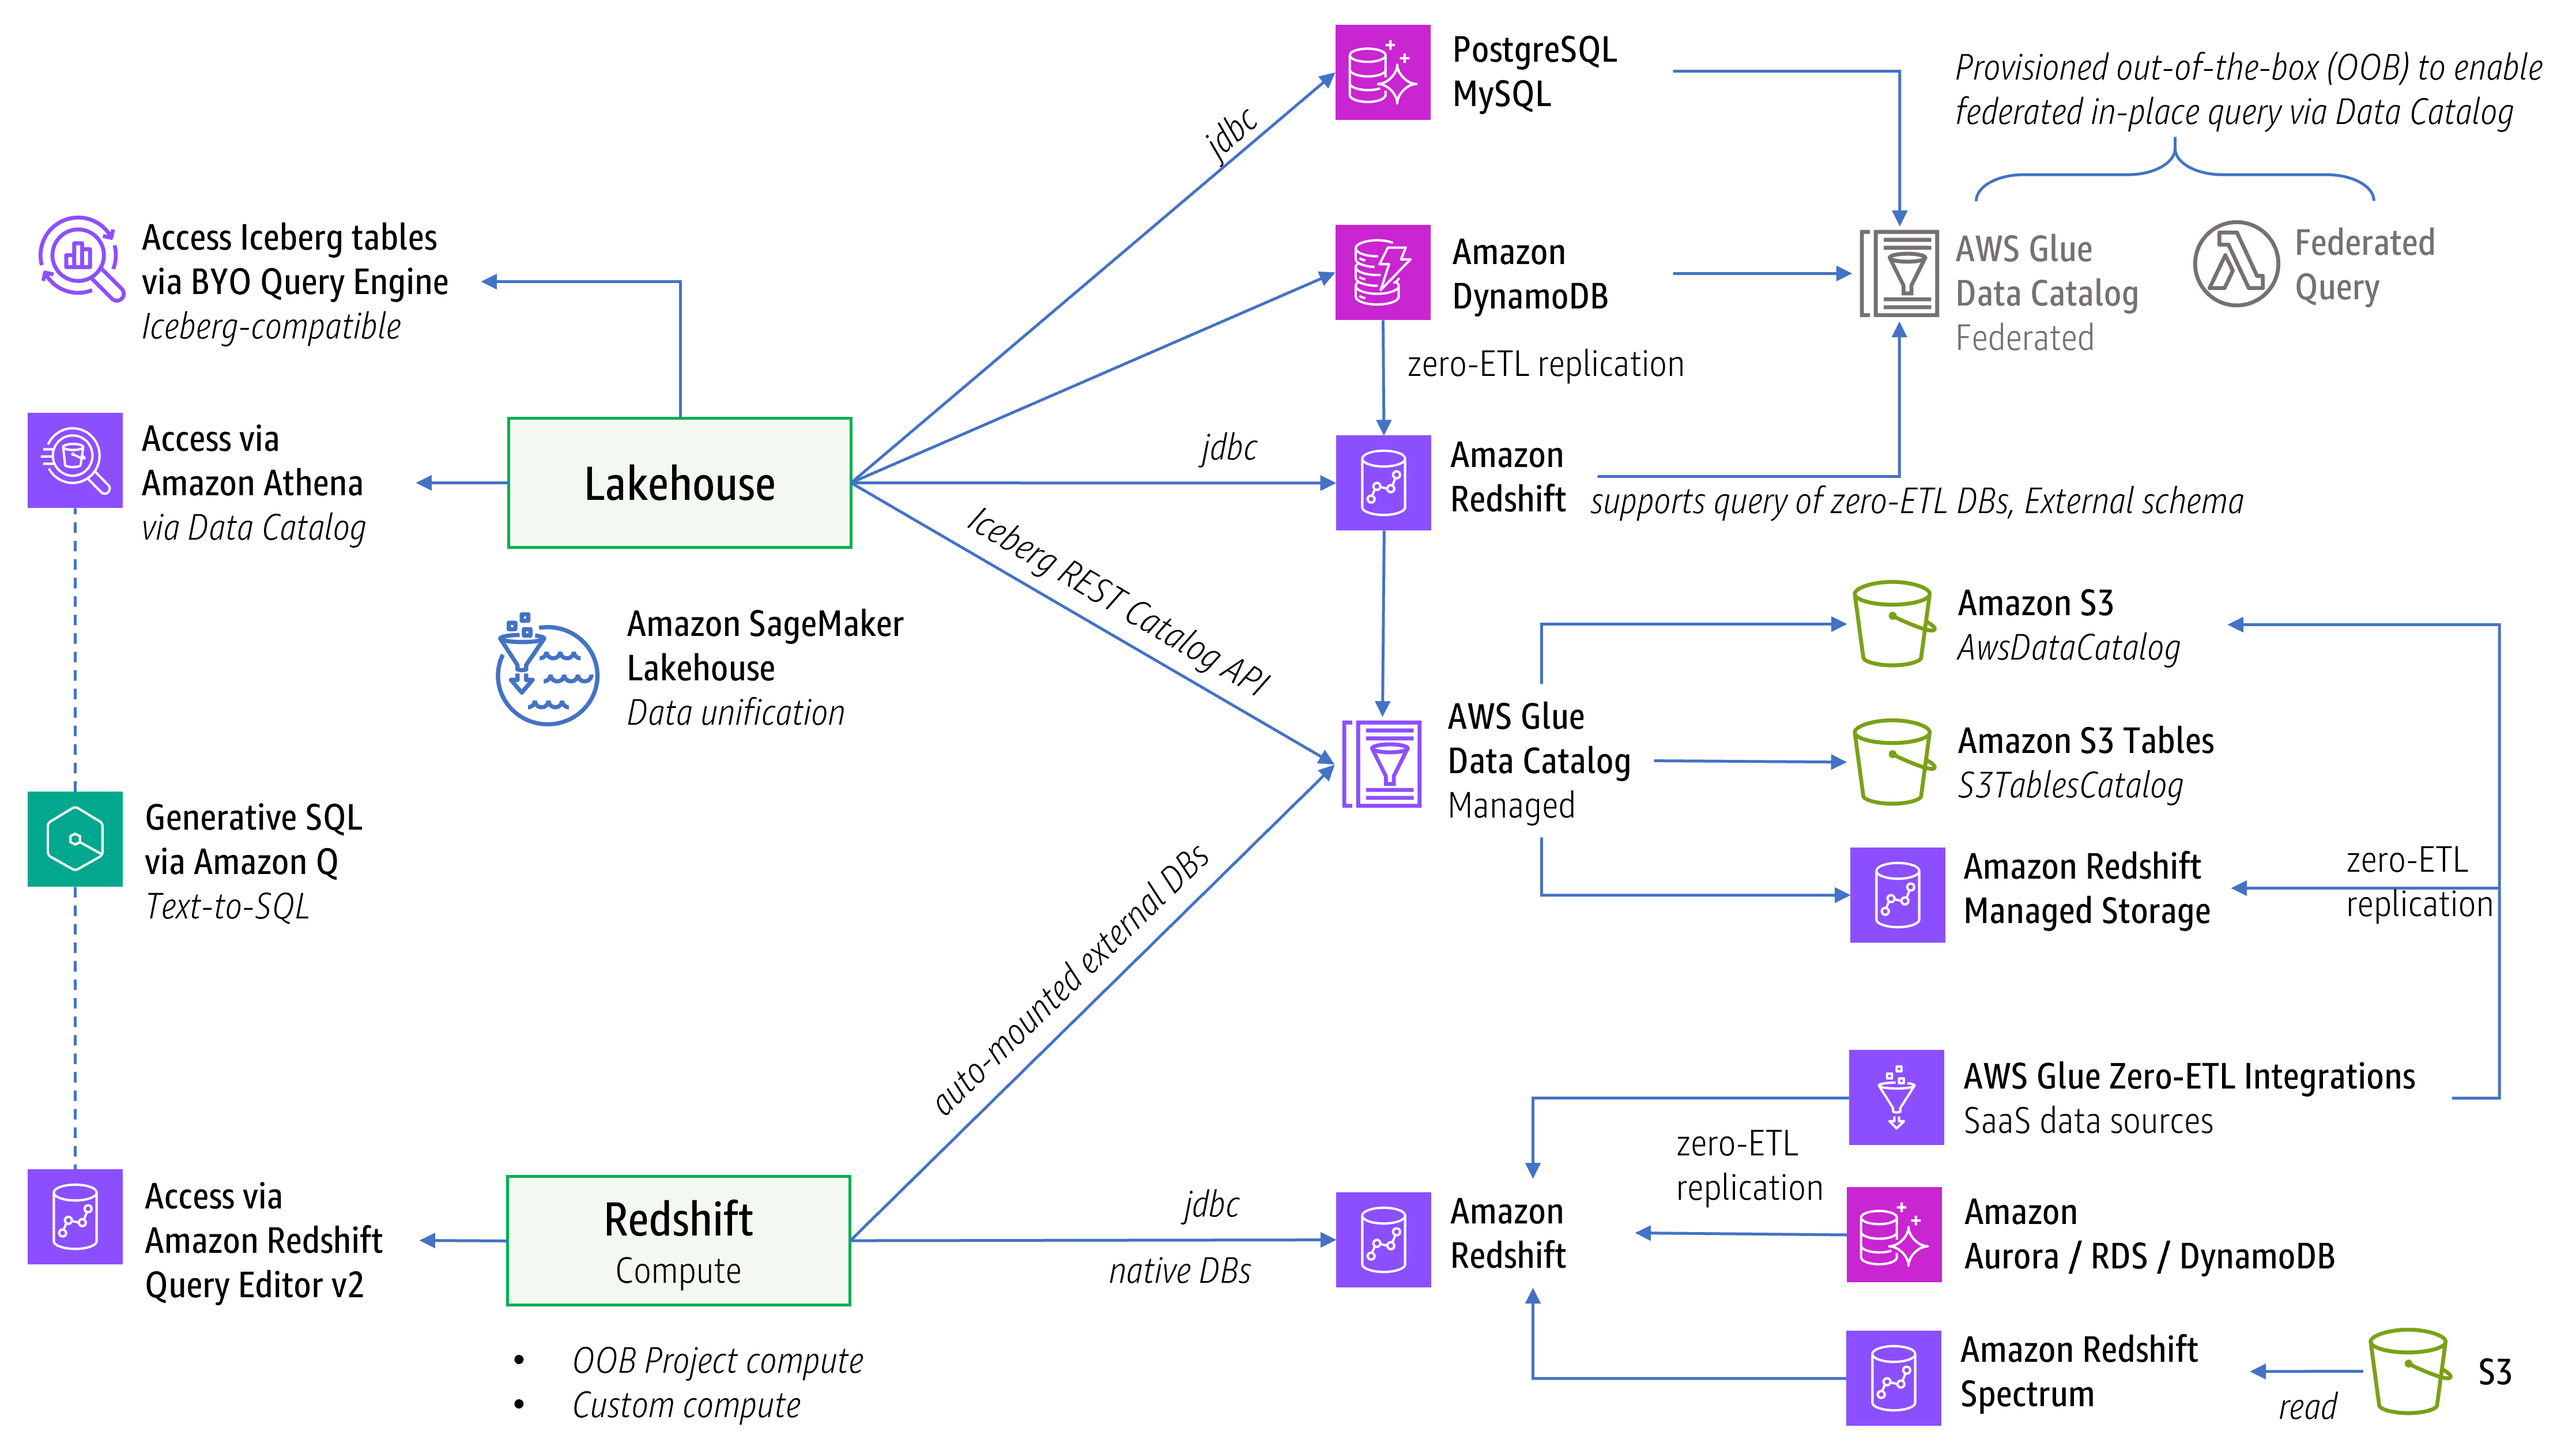 PostgreSQL
MySQL
Provisioned out-of-the-box (OOB) to enable
federated in-place query via Data Catalog
jdbc
Access Iceberg tables
via BYO Query Engine
Iceberg-compatible
Amazon
DynamoDB
AWS Glue
Data Catalog
Federated
Federated
Query
zero-ETL replication
Access via
Amazon Athena
via Data Catalog
Lakehouse
jdbc
Amazon
Redshift
supports query of zero-ETL DBs, External schema
Iceberg REST Catalog API
Amazon SageMaker
Lakehouse
Data unification
Amazon S3
AwsDataCatalog
AWS Glue
Data Catalog
Managed
Amazon S3 Tables
S3TablesCatalog
Generative SQL
via Amazon Q
Text-to-SQL
Amazon Redshift
Managed Storage
zero-ETL
replication
auto-mounted external DBs
AWS Glue Zero-ETL Integrations
SaaS data sources
zero-ETL
replication
Access via
Amazon Redshift
Query Editor v2
Redshift
Compute
jdbc
native DBs
Amazon
Redshift
Amazon
Aurora / RDS / DynamoDB
• OOB Project compute
• Custom compute
Amazon Redshift
Spectrum
read
S3